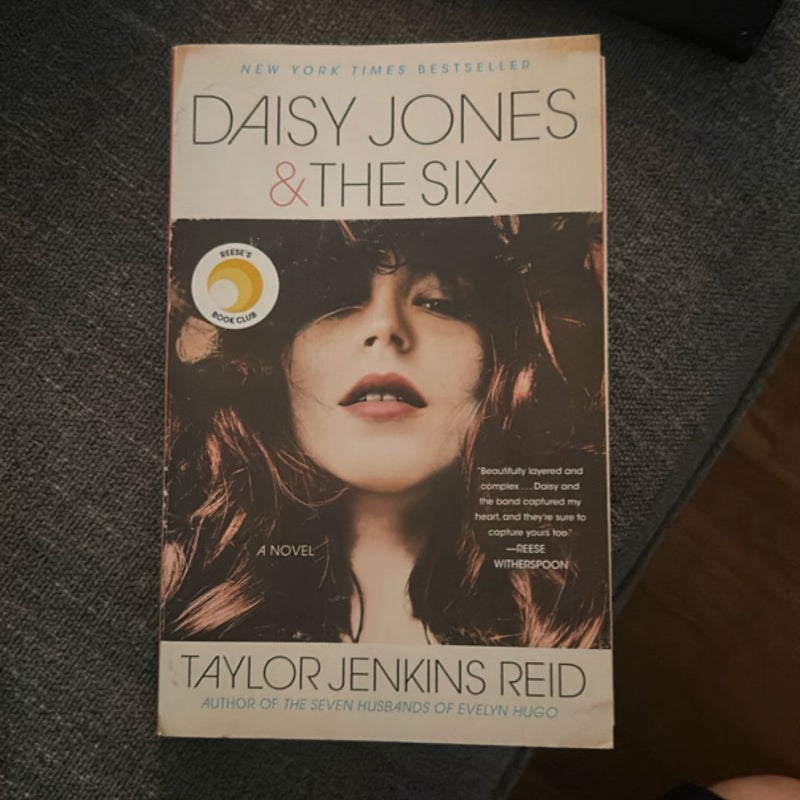 NEW YORK TIMES BESTSELLER
DAISY JONES
&THE SIX
REESE'S
BOOK CLUB
"Beautifully layered and
complex . . . Daisy and
the band captured my
heart, and they're sure to
capture yours too."
—REESE
WITHERSPOON
A NOVEL
TAYLOR JENKINS REID
AUTHOR OF THE SEVEN HUSBANDS OF EVELYN HUGO